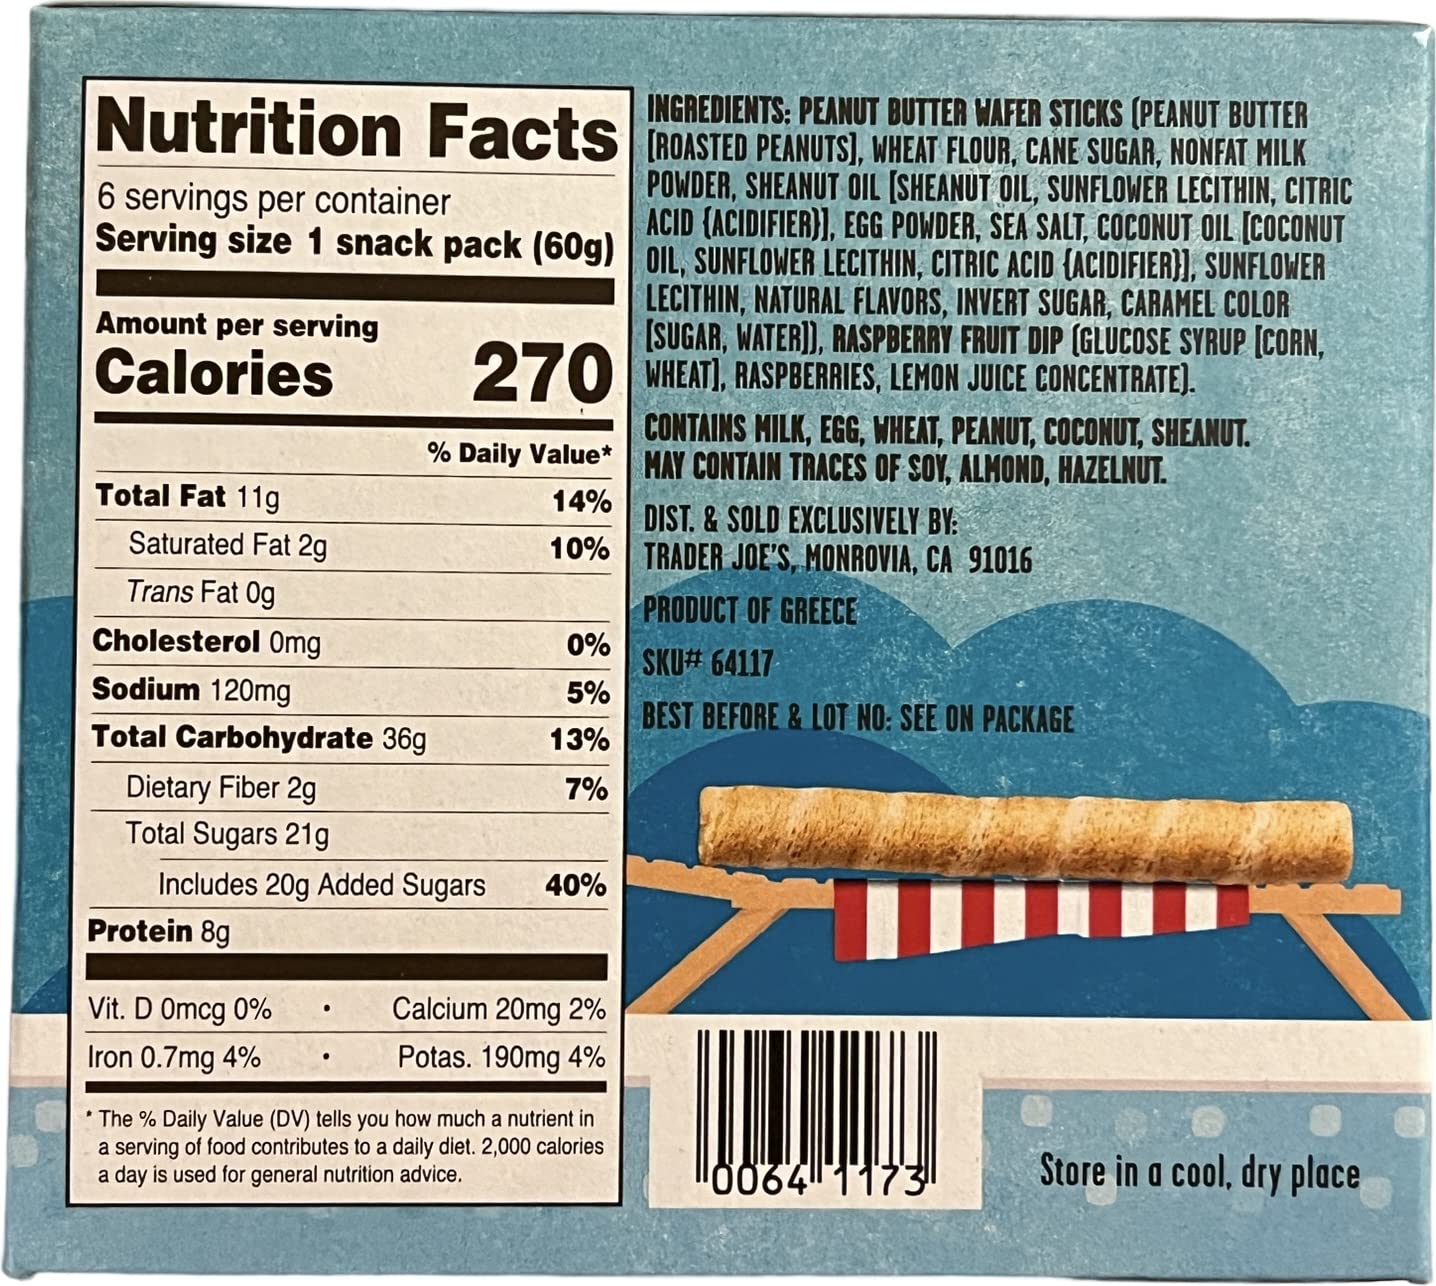 Nutrition Facts
6 servings per container
Serving size 1 snack pack (60g)
Amount per serving
Calories 270
% Daily Value*
Total Fat 11g 14%
Saturated Fat 2g 10%
Trans Fat 0g
Cholesterol 0mg 0%
Sodium 120mg 5%
Total Carbohydrate 36g 13%
Dietary Fiber 2g 7%
Total Sugars 21g
Includes 20g Added Sugars 40%
Protein 8g
Vit. D 0mcg 0% • Calcium 20mg 2%
Iron 0.7mg 4% • Potas. 190mg 4%
* The % Daily Value (DV) tells you how much a nutrient in
a serving of food contributes to a daily diet. 2,000 calories
a day is used for general nutrition advice.
INGREDIENTS: PEANUT BUTTER WAFER STICKS (PEANUT BUTTER
[ROASTED PEANUTS], WHEAT FLOUR, CANE SUGAR, NONFAT MILK
POWDER, SHEANUT OIL [SHEANUT OIL, SUNFLOWER LECITHIN, CITRIC
ACID {ACIDIFIER}], EGG POWDER, SEA SALT, COCONUT OIL [COCONUT
OIL, SUNFLOWER LECITHIN, CITRIC ACID {ACIDIFIER}], SUNFLOWER
LECITHIN, NATURAL FLAVORS, INVERT SUGAR, CARAMEL COLOR
[SUGAR, WATER]), RASPBERRY FRUIT DIP (GLUCOSE SYRUP [CORN,
WHEAT], RASPBERRIES, LEMON JUICE CONCENTRATE).
CONTAINS MILK, EGG, WHEAT, PEANUT, COCONUT, SHEANUT.
MAY CONTAIN TRACES OF SOY, ALMOND, HAZELNUT.
DIST. & SOLD EXCLUSIVELY BY:
TRADER JOE'S, MONROVIA, CA 91016
PRODUCT OF GREECE
SKU# 64117
BEST BEFORE & LOT NO: SEE ON PACKAGE
0064 1173
Store in a cool, dry place